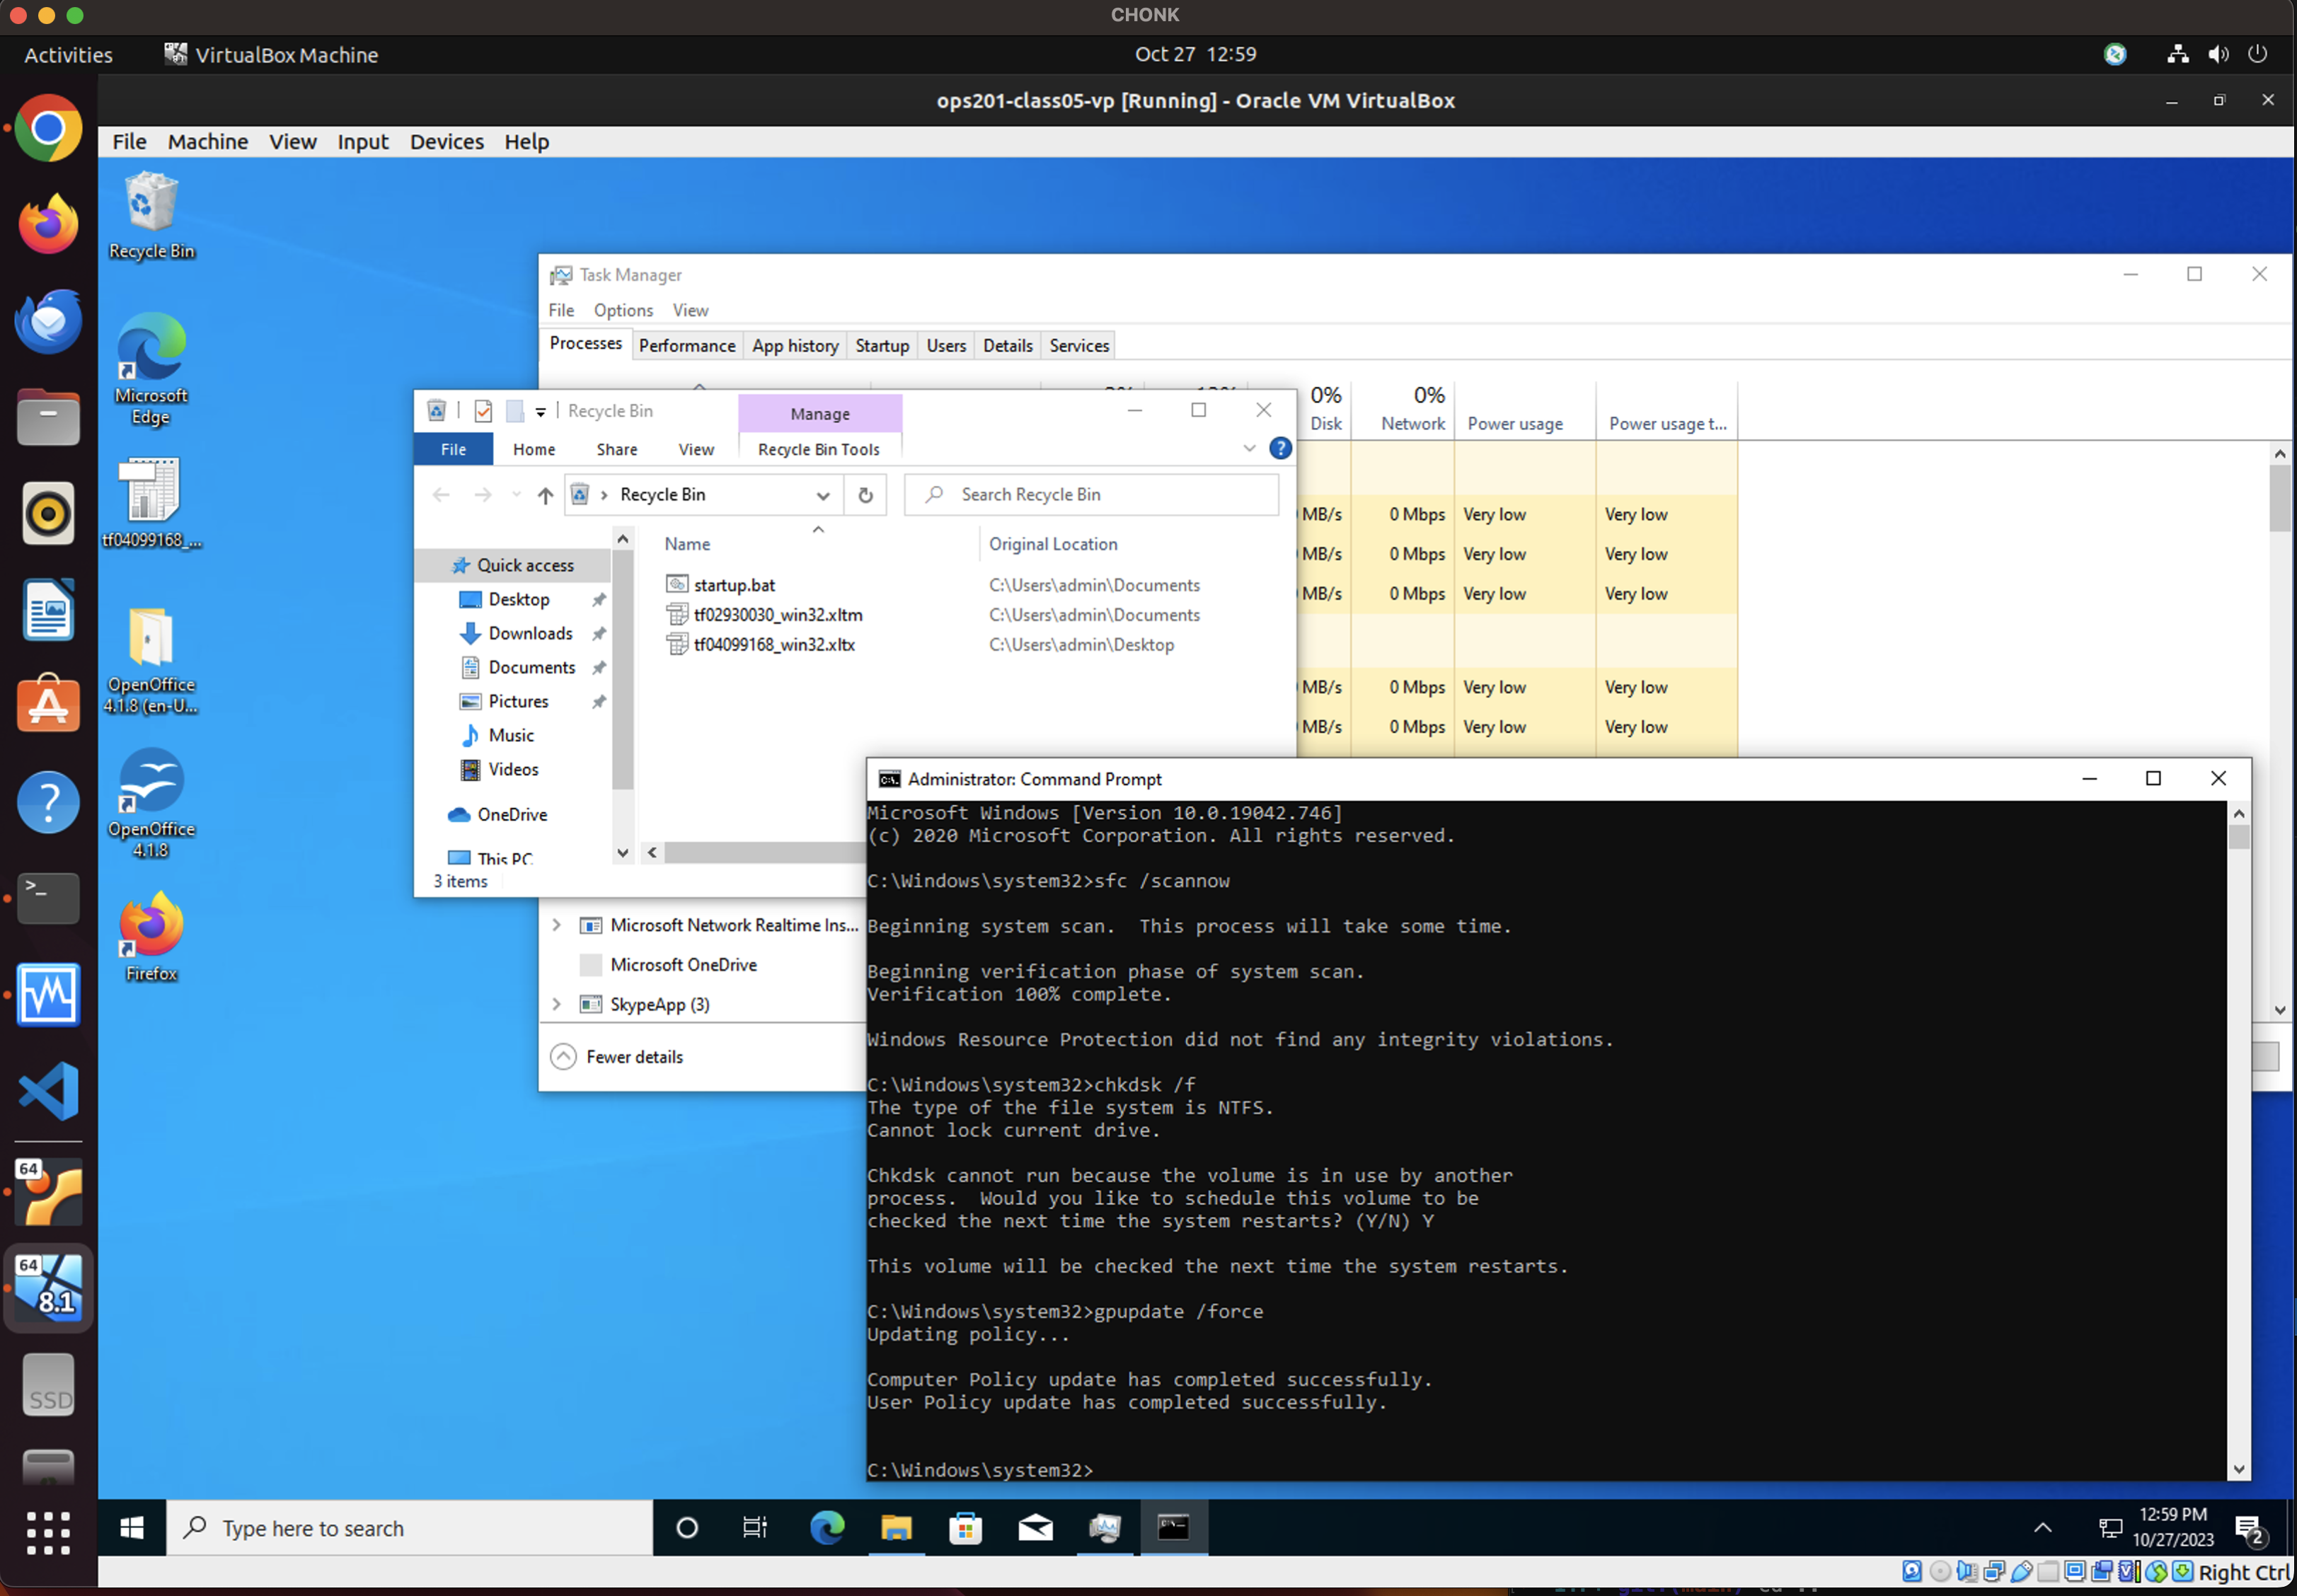 CHONK
Activities
VirtualBox Machine
Oct 27 12:59
ops201-class05-vp [Running] - Oracle VM VirtualBox
File Machine View Input Devices Help
Recycle Bin
Microsoft
Edge
tf04099168_...
OpenOffice
4.1.8 (en-U...
OpenOffice
4.1.8
Firefox
64
64
8.1
SSD
Task Manager
File Options View
Processes Performance App history Startup Users Details Services
0% 0%
Disk Network Power usage Power usage t...
MB/s 0 Mbps Very low Very low
MB/s 0 Mbps Very low Very low
MB/s 0 Mbps Very low Very low
MB/s 0 Mbps Very low Very low
MB/s 0 Mbps Very low Very low
Recycle Bin
Manage
File Home Share View Recycle Bin Tools
Recycle Bin
Search Recycle Bin
Name Original Location
startup.bat C:\Users\admin\Documents
tf02930030_win32.xltm C:\Users\admin\Documents
tf04099168_win32.xltx C:\Users\admin\Desktop
Quick access
Desktop
Downloads
Documents
Pictures
Music
Videos
OneDrive
This PC
3 items
Microsoft Network Realtime Ins...
Microsoft OneDrive
SkypeApp (3)
Fewer details
Administrator: Command Prompt
Microsoft Windows [Version 10.0.19042.746]
(c) 2020 Microsoft Corporation. All rights reserved.
C:\Windows\system32>sfc /scannow
Beginning system scan.  This process will take some time.
Beginning verification phase of system scan.
Verification 100% complete.
Windows Resource Protection did not find any integrity violations.
C:\Windows\system32>chkdsk /f
The type of the file system is NTFS.
Cannot lock current drive.
Chkdsk cannot run because the volume is in use by another
process.  Would you like to schedule this volume to be
checked the next time the system restarts? (Y/N) Y
This volume will be checked the next time the system restarts.
C:\Windows\system32>gpupdate /force
Updating policy...
Computer Policy update has completed successfully.
User Policy update has completed successfully.
C:\Windows\system32>
Type here to search
12:59 PM
10/27/2023
2
Right Ctrl